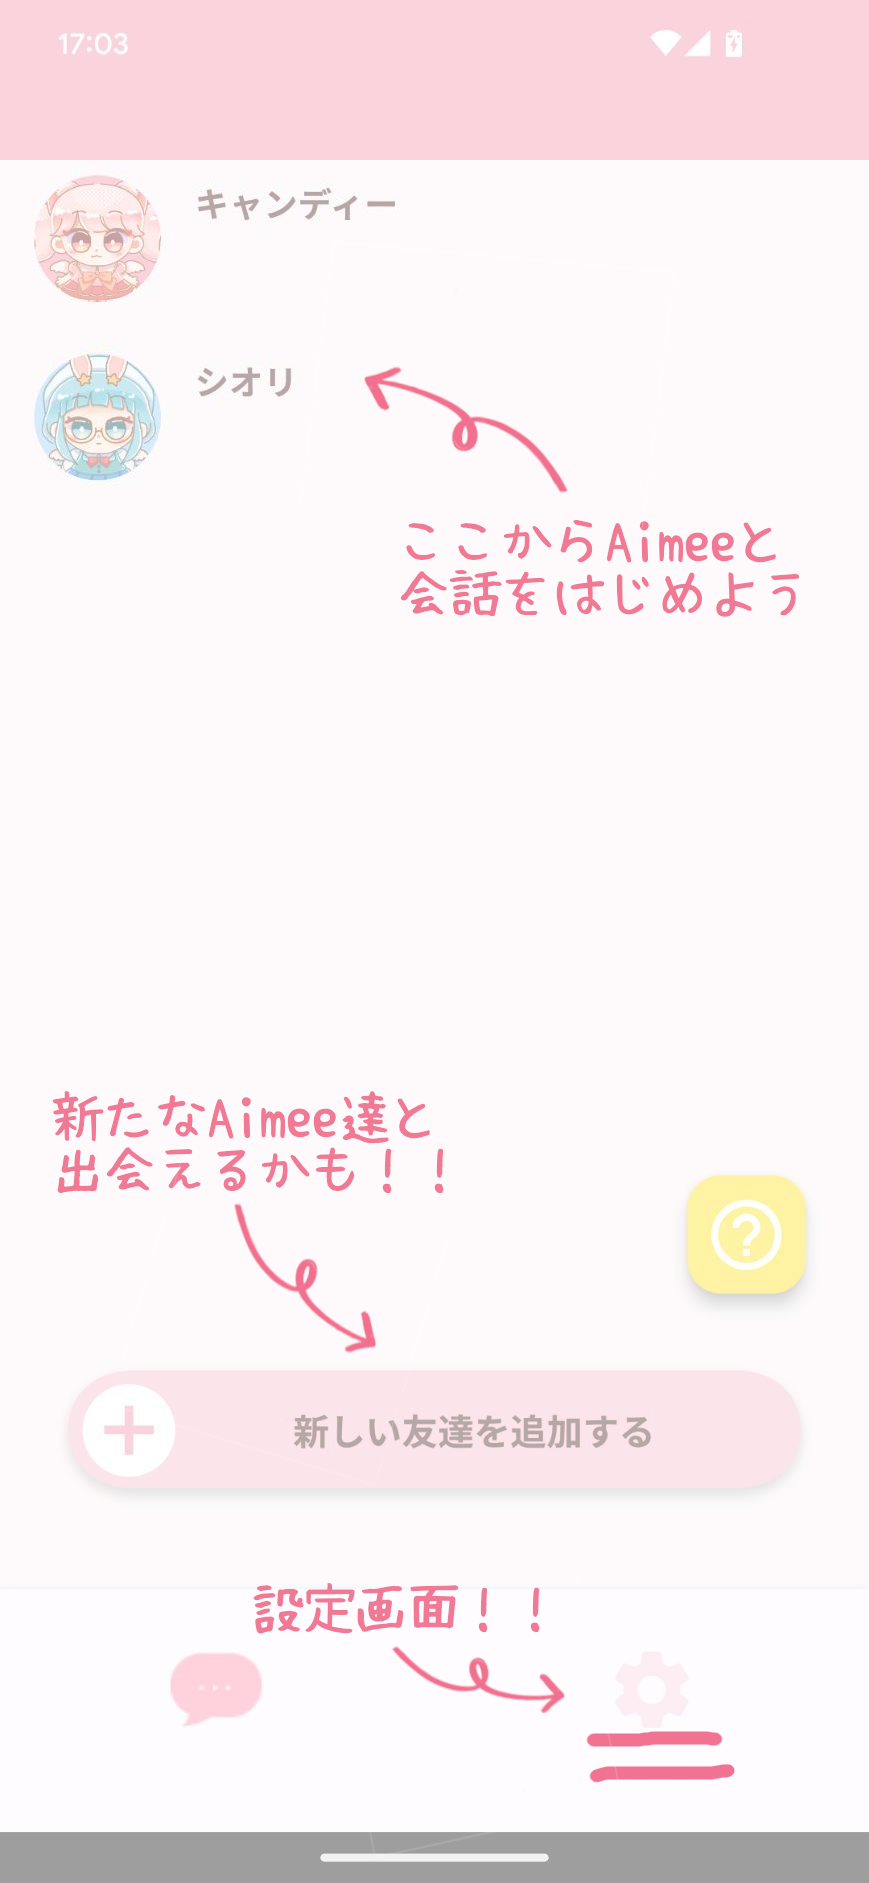 17:03
キャンディー
シオリ
ここからAimeeと
会話をはじめよう
新たなAimee達と
出会えるかも！！
新しい友達を追加する
設定画面！！